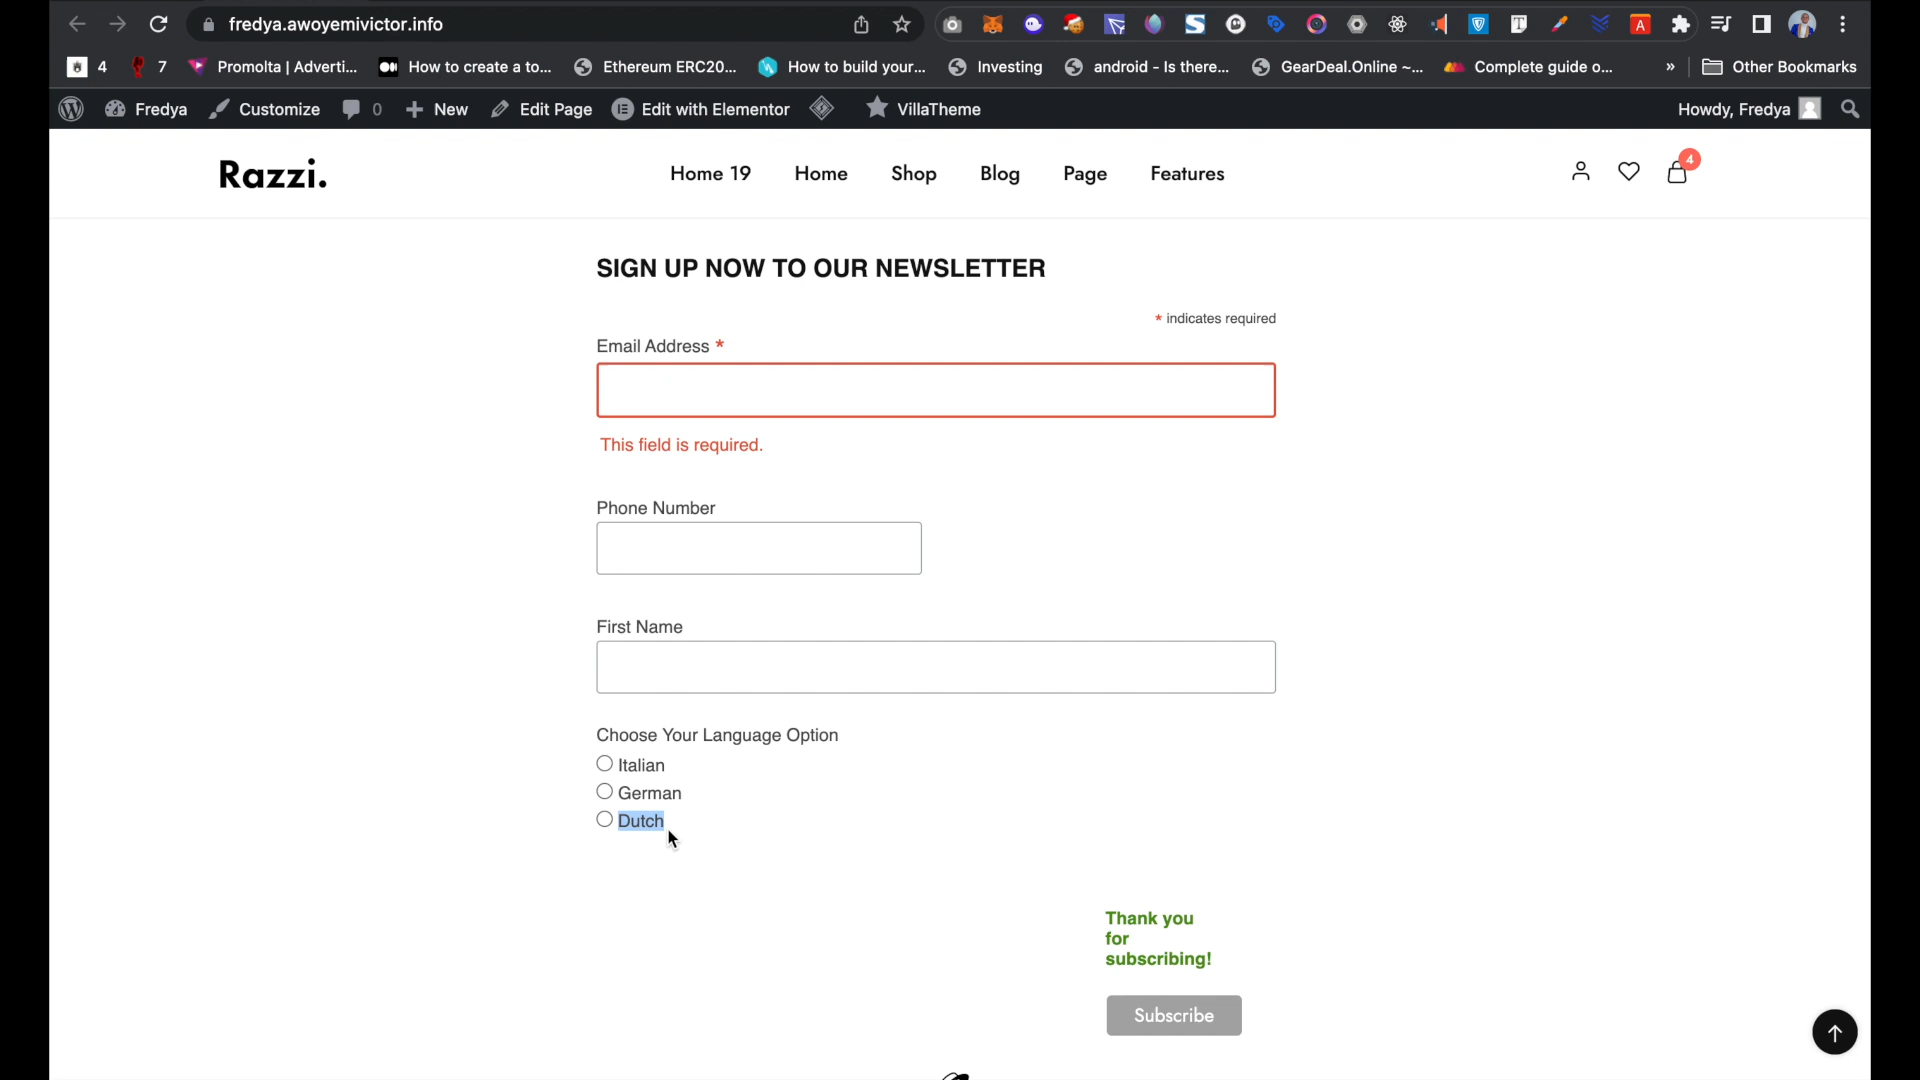 fredya.awoyemivictor.info
4
7
Promolta | Adverti...
How to create a to...
Ethereum ERC20...
How to build your...
Investing
android - Is there...
GearDeal.Online ~...
Complete guide o...
»
Other Bookmarks
Fredya
Customize
0
New
Edit Page
Edit with Elementor
VillaTheme
Howdy, Fredya
Razzi.
Home 19
Home
Shop
Blog
Page
Features
4
SIGN UP NOW TO OUR NEWSLETTER
* indicates required
Email Address *
This field is required.
Phone Number
First Name
Choose Your Language Option
Italian
German
Dutch
Thank you
for
subscribing!
Subscribe